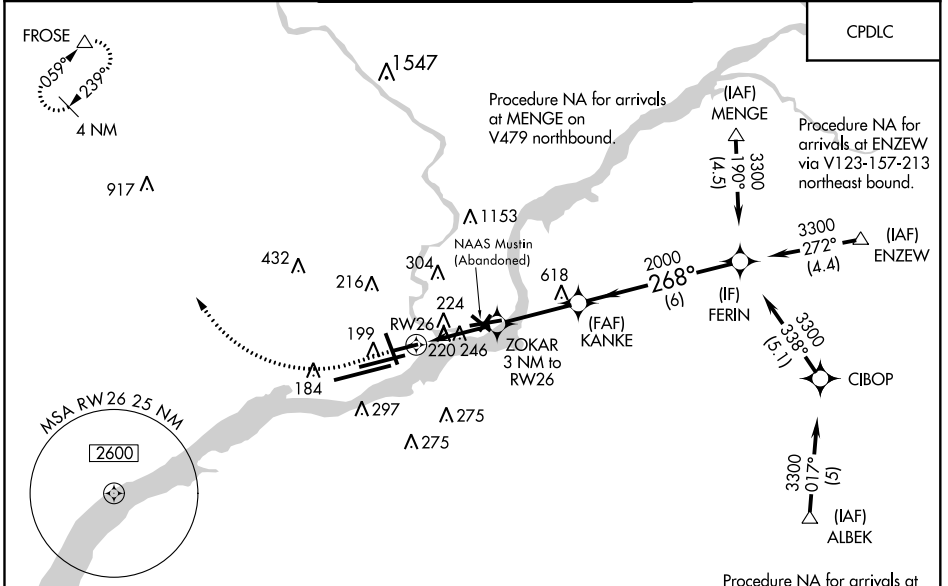 CPDLC
FROSE
059°
239°
4 NM
1547
Procedure NA for arrivals
at MENGE on
V479 northbound.
(IAF)
MENGE
3300
190°
(4.5)
Procedure NA for
arrivals at ENZEW
via V123-157-213
northeast bound.
917
1153
NAAS Mustin
(Abandoned)
3300
272°
(4.4)
(IAF)
ENZEW
432
216
304
618
2000
268°
(6)
(IF)
FERIN
224
RW26
199
220
246
ZOKAR
3 NM to
RW26
(FAF)
KANKE
3300
338°
(5.1)
CIBOP
184
297
275
275
MSA RW 26 25 NM
2600
3300
017°
(5)
(IAF)
ALBEK
Procedure NA for arrivals at